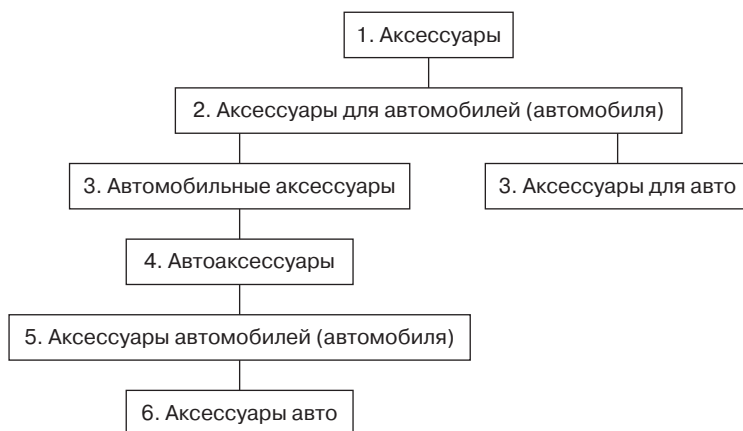 1. Аксессуары
2. Аксессуары для автомобилей (автомобиля)
3. Автомобильные аксессуары
3. Аксессуары для авто
4. Автоаксессуары
5. Аксессуары автомобилей (автомобиля)
6. Аксессуары авто